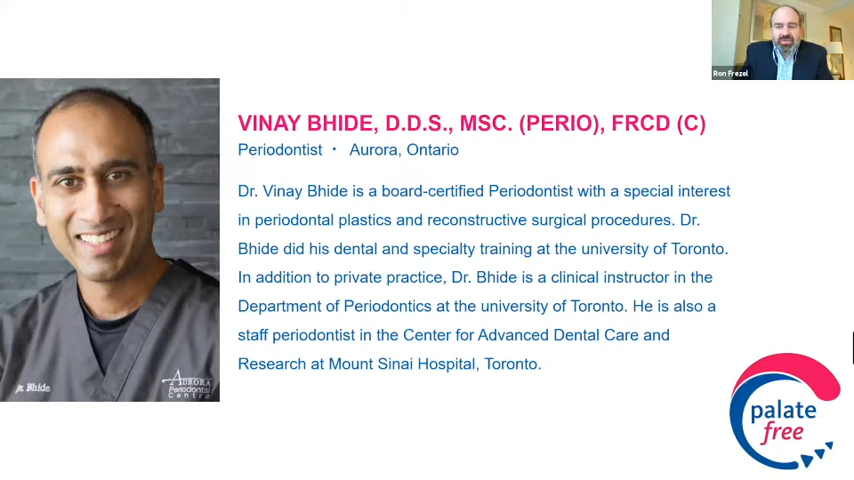 Ron Frezel
VINAY BHIDE, D.D.S., MSC. (PERIO), FRCD (C)
Periodontist · Aurora, Ontario
Dr. Vinay Bhide is a board-certified Periodontist with a special interest
in periodontal plastics and reconstructive surgical procedures. Dr.
Bhide did his dental and specialty training at the university of Toronto.
In addition to private practice, Dr. Bhide is a clinical instructor in the
Department of Periodontics at the university of Toronto. He is also a
staff periodontist in the Center for Advanced Dental Care and
Research at Mount Sinai Hospital, Toronto.
Dr. Bhide
AURORA
Periodontal
Centre
palate
free